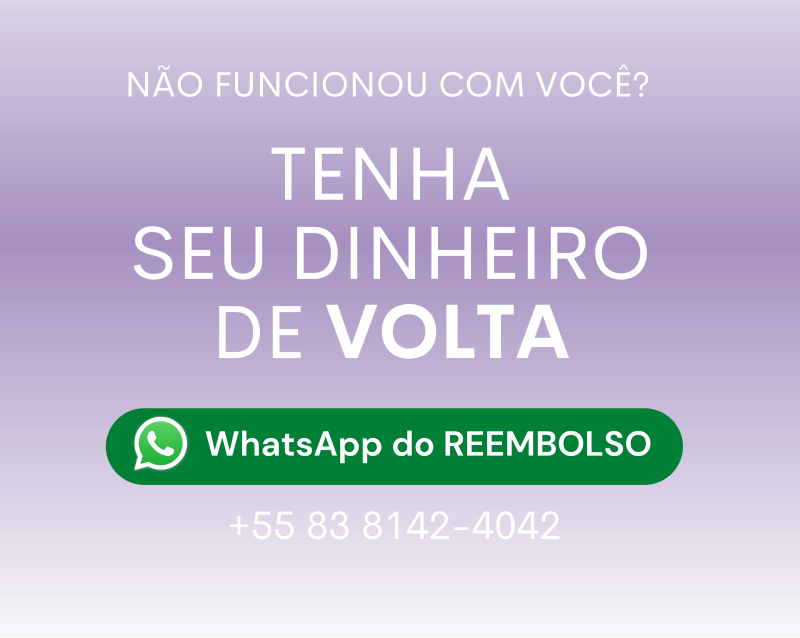 NÃO FUNCIONOU COM VOCÊ?
TENHA
SEU DINHEIRO
DE VOLTA
WhatsApp do REEMBOLSO
+55 83 8142-4042